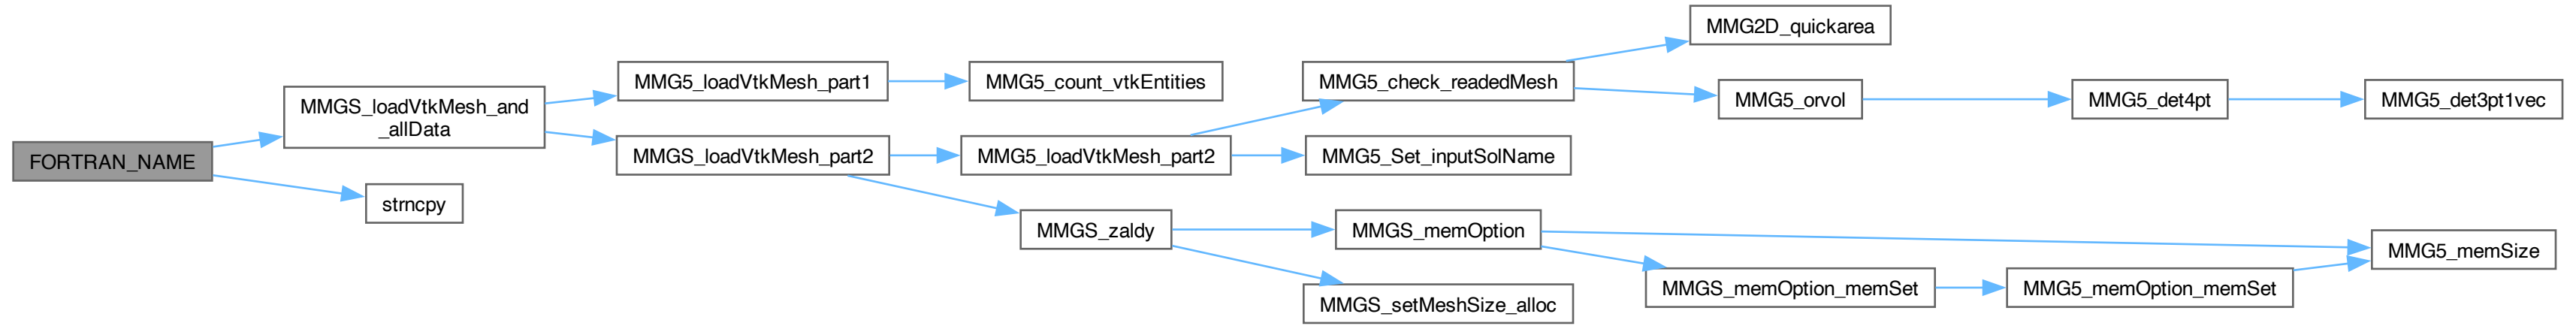 FORTRAN_NAME
MMGS_loadVtkMesh_and
_allData
strncpy
MMG5_loadVtkMesh_part1
MMGS_loadVtkMesh_part2
MMG5_count_vtkEntities
MMG5_loadVtkMesh_part2
MMGS_zaldy
MMG5_check_readedMesh
MMG5_Set_inputSolName
MMGS_memOption
MMGS_setMeshSize_alloc
MMG2D_quickarea
MMG5_orvol
MMGS_memOption_memSet
MMG5_det4pt
MMG5_memOption_memSet
MMG5_det3pt1vec
MMG5_memSize